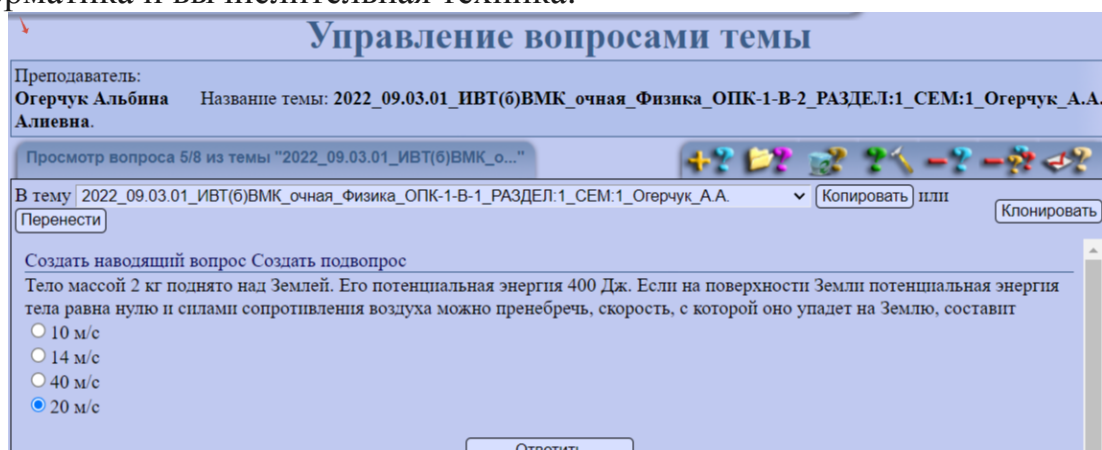 орматика и вычислительная техника.
Управление вопросами темы
Преподаватель:
Огерчук Альбина Название темы: 2022_09.03.01_ИВТ(б)ВМК_очная_Физика_ОПК-1-В-2_РАЗДЕЛ:1_СЕМ:1_Огерчук_А.А.
Алиевна.
Просмотр вопроса 5/8 из темы "2022_09.03.01_ИВТ(б)ВМК_о..."
В тему 2022_09.03.01_ИВТ(б)ВМК_очная_Физика_ОПК-1-В-1_РАЗДЕЛ:1_СЕМ:1_Огерчук_А.А. Копировать или
Перенести Клонировать
Создать наводящий вопрос Создать подвопрос
Тело массой 2 кг поднято над Землей. Его потенциальная энергия 400 Дж. Если на поверхности Земли потенциальная энергия
тела равна нулю и силами сопротивления воздуха можно пренебречь, скорость, с которой оно упадет на Землю, составит
10 м/с
14 м/с
40 м/с
20 м/с
Ответить